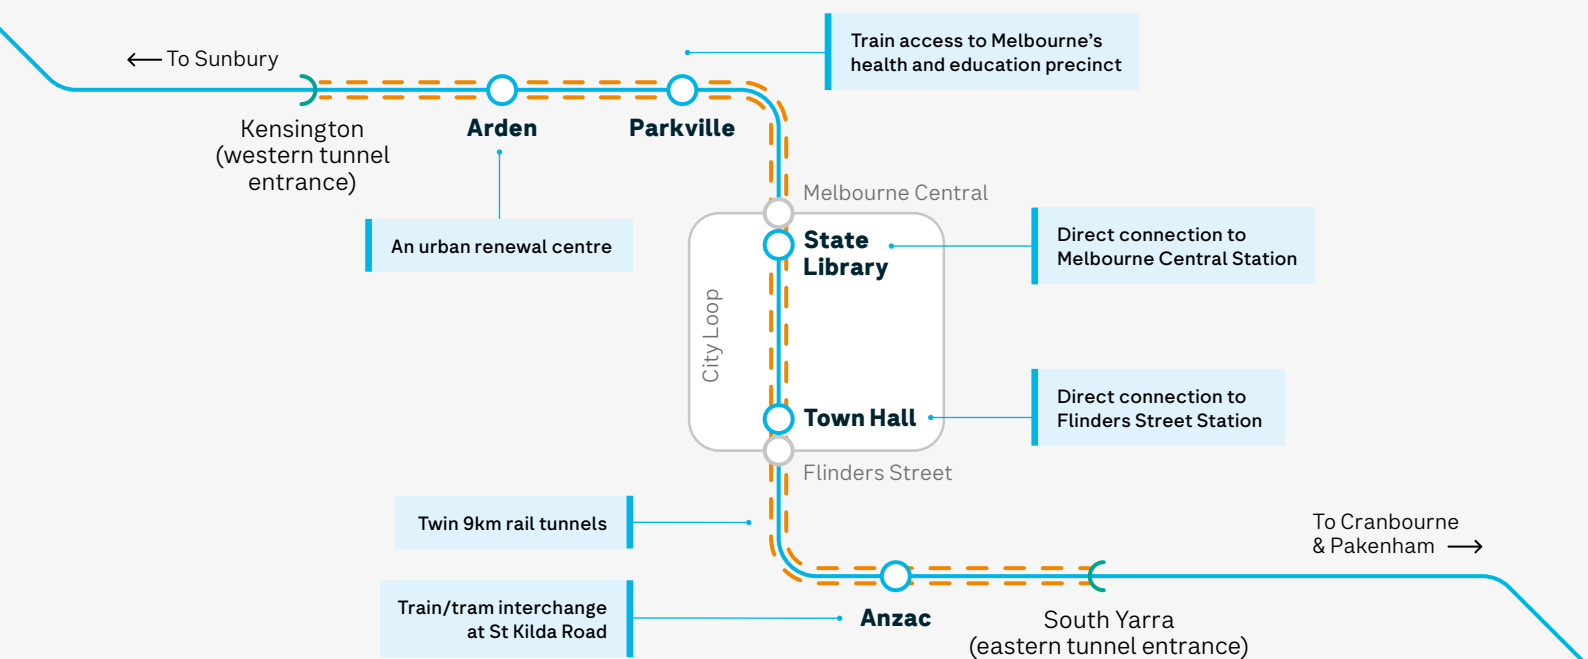 Train access to Melbourne's
health and education precinct
← To Sunbury
Kensington
(western tunnel
entrance)
Arden
Parkville
An urban renewal centre
Melbourne Central
State
Library
Direct connection to
Melbourne Central Station
City Loop
Town Hall
Direct connection to
Flinders Street Station
Flinders Street
Twin 9km rail tunnels
To Cranbourne
& Pakenham →
Train/tram interchange
at St Kilda Road
Anzac
South Yarra
(eastern tunnel entrance)